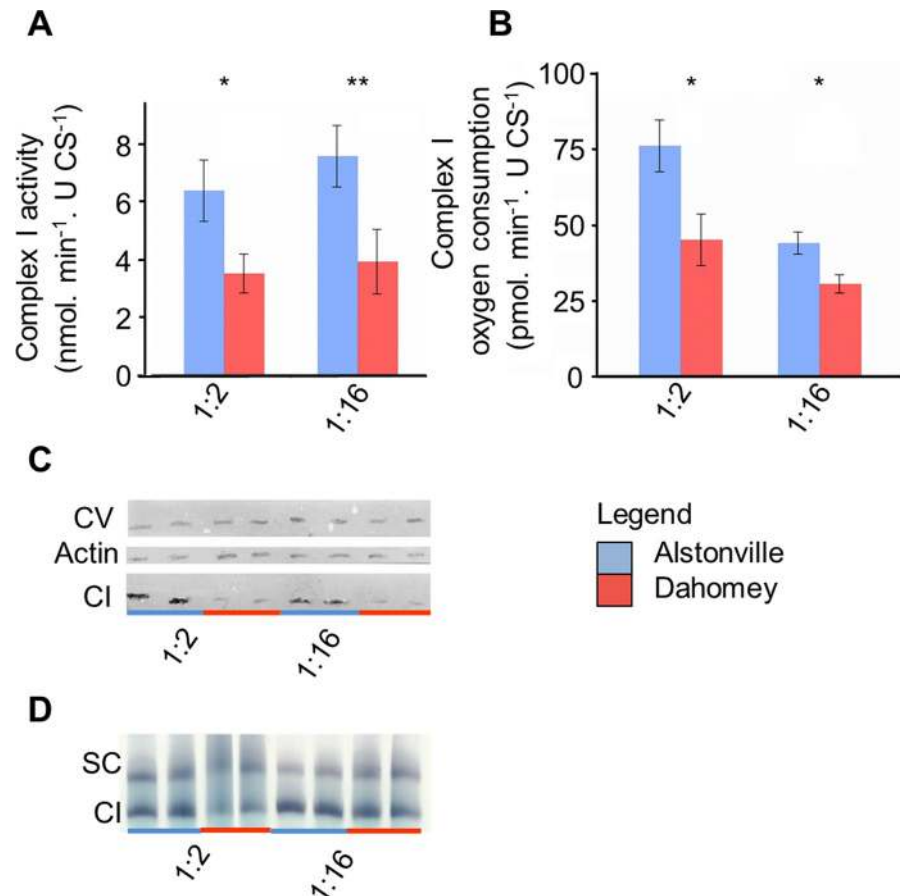 A
* **
Complex I activity
(nmol. min⁻¹. U CS⁻¹)
8
6
4
2
0
1:2 1:16
B
* *
Complex I
oxygen consumption
(pmol. min⁻¹. U CS⁻¹)
100
75
50
25
0
1:2 1:16
C
CV
Actin
CI
1:2 1:16
Legend
Alstonville
Dahomey
D
SC
CI
1:2 1:16